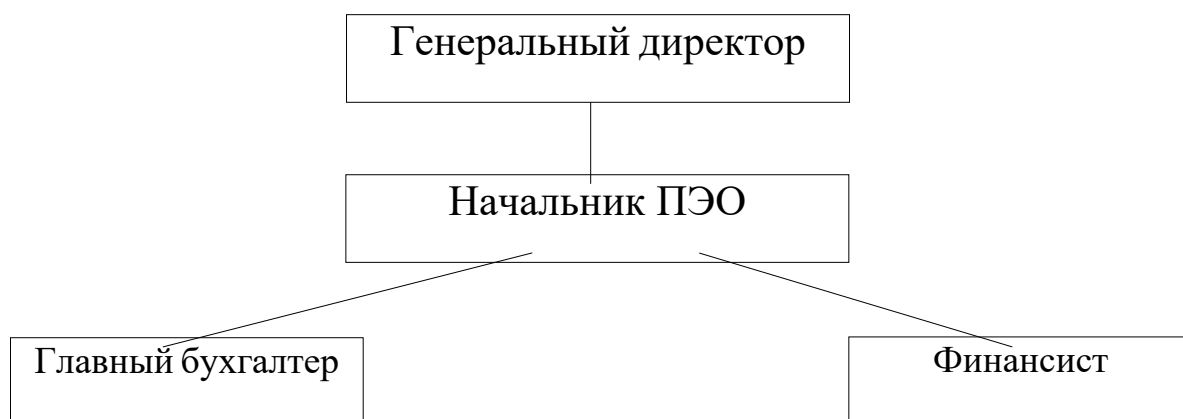 Генеральный директор
Начальник ПЭО
Главный бухгалтер
Финансист